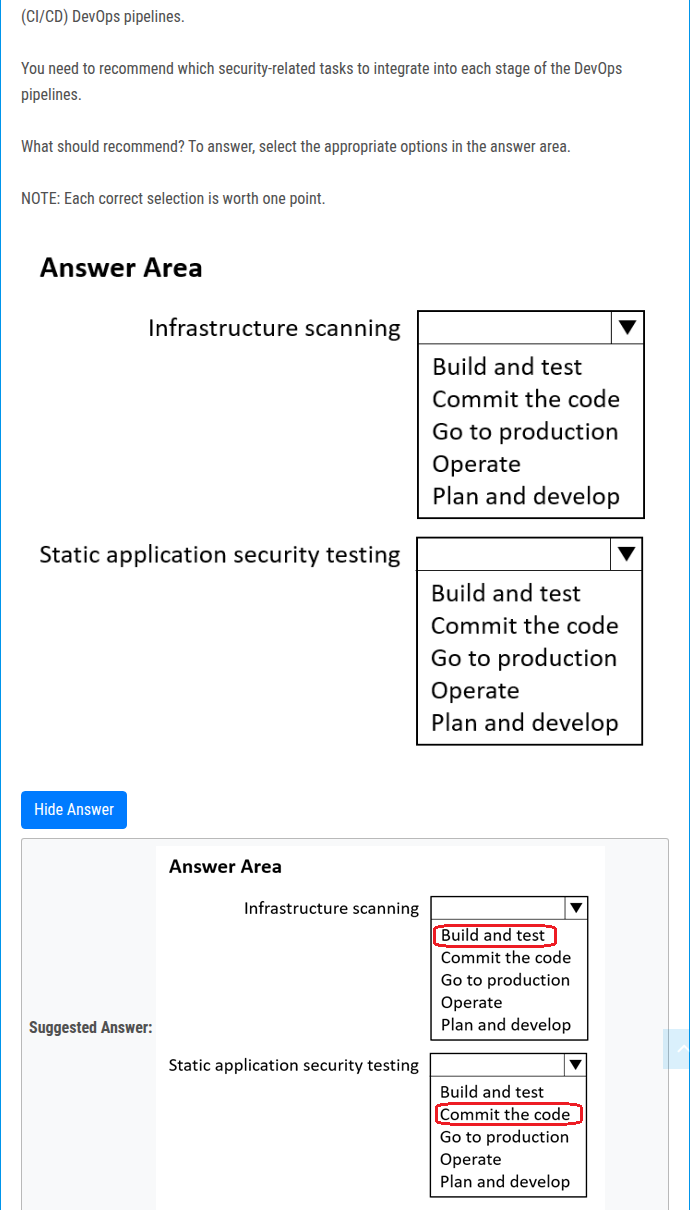 (CI/CD) DevOps pipelines.
You need to recommend which security-related tasks to integrate into each stage of the DevOps
pipelines.
What should recommend? To answer, select the appropriate options in the answer area.
NOTE: Each correct selection is worth one point.
Answer Area
Infrastructure scanning
Build and test
Commit the code
Go to production
Operate
Plan and develop
Static application security testing
Build and test
Commit the code
Go to production
Operate
Plan and develop
Hide Answer
Suggested Answer:
Answer Area
Infrastructure scanning
Build and test
Commit the code
Go to production
Operate
Plan and develop
Static application security testing
Build and test
Commit the code
Go to production
Operate
Plan and develop